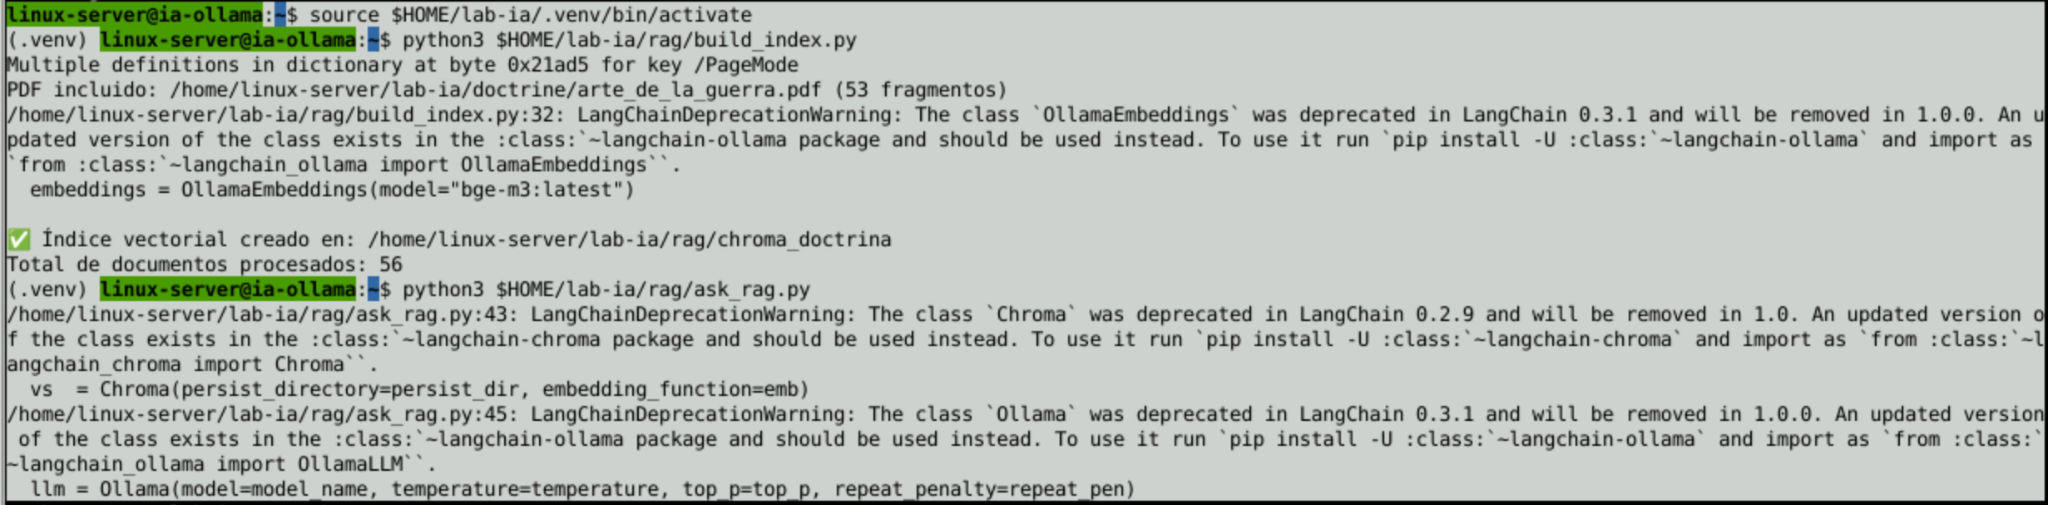 linux-server@ia-ollama:~$ source $HOME/lab-ia/.venv/bin/activate
(.venv) linux-server@ia-ollama:~$ python3 $HOME/lab-ia/rag/build_index.py
Multiple definitions in dictionary at byte 0x21ad5 for key /PageMode
PDF incluido: /home/linux-server/lab-ia/doctrine/arte_de_la_guerra.pdf (53 fragmentos)
/home/linux-server/lab-ia/rag/build_index.py:32: LangChainDeprecationWarning: The class `OllamaEmbeddings` was deprecated in LangChain 0.3.1 and will be removed in 1.0.0. An u
pdated version of the class exists in the :class:`~langchain-ollama package and should be used instead. To use it run `pip install -U :class:`~langchain-ollama` and import as
`from :class:`~langchain_ollama import OllamaEmbeddings``.
  embeddings = OllamaEmbeddings(model="bge-m3:latest")
✅ Índice vectorial creado en: /home/linux-server/lab-ia/rag/chroma_doctrina
Total de documentos procesados: 56
(.venv) linux-server@ia-ollama:~$ python3 $HOME/lab-ia/rag/ask_rag.py
/home/linux-server/lab-ia/rag/ask_rag.py:43: LangChainDeprecationWarning: The class `Chroma` was deprecated in LangChain 0.2.9 and will be removed in 1.0. An updated version o
f the class exists in the :class:`~langchain-chroma package and should be used instead. To use it run `pip install -U :class:`~langchain-chroma` and import as `from :class:`~l
angchain_chroma import Chroma``.
  vs  = Chroma(persist_directory=persist_dir, embedding_function=emb)
/home/linux-server/lab-ia/rag/ask_rag.py:45: LangChainDeprecationWarning: The class `Ollama` was deprecated in LangChain 0.3.1 and will be removed in 1.0.0. An updated version
 of the class exists in the :class:`~langchain-ollama package and should be used instead. To use it run `pip install -U :class:`~langchain-ollama` and import as `from :class:`
~langchain_ollama import OllamaLLM``.
  llm = Ollama(model=model_name, temperature=temperature, top_p=top_p, repeat_penalty=repeat_pen)